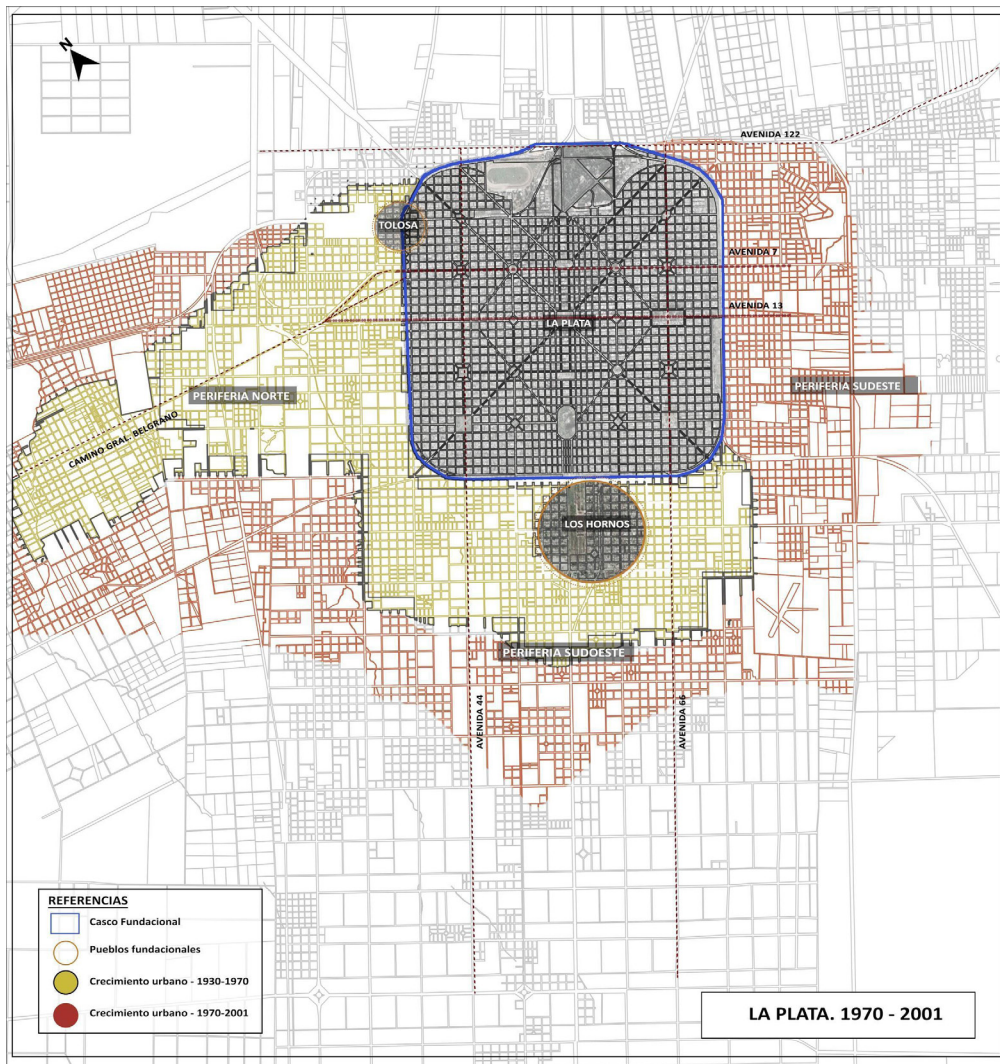 N
AVENIDA 122
TOLOSA
AVENIDA 7
AVENIDA 13
LA PLATA
PERIFERIA SUDESTE
PERIFERIA NORTE
CAMINO GRAL. BELGRANO
LOS HORNOS
PERIFERIA SUDOESTE
AVENIDA 44
AVENIDA 66
REFERENCIAS
Casco Fundacional
Pueblos fundacionales
Crecimiento urbano - 1930-1970
Crecimiento urbano - 1970-2001
LA PLATA. 1970 - 2001